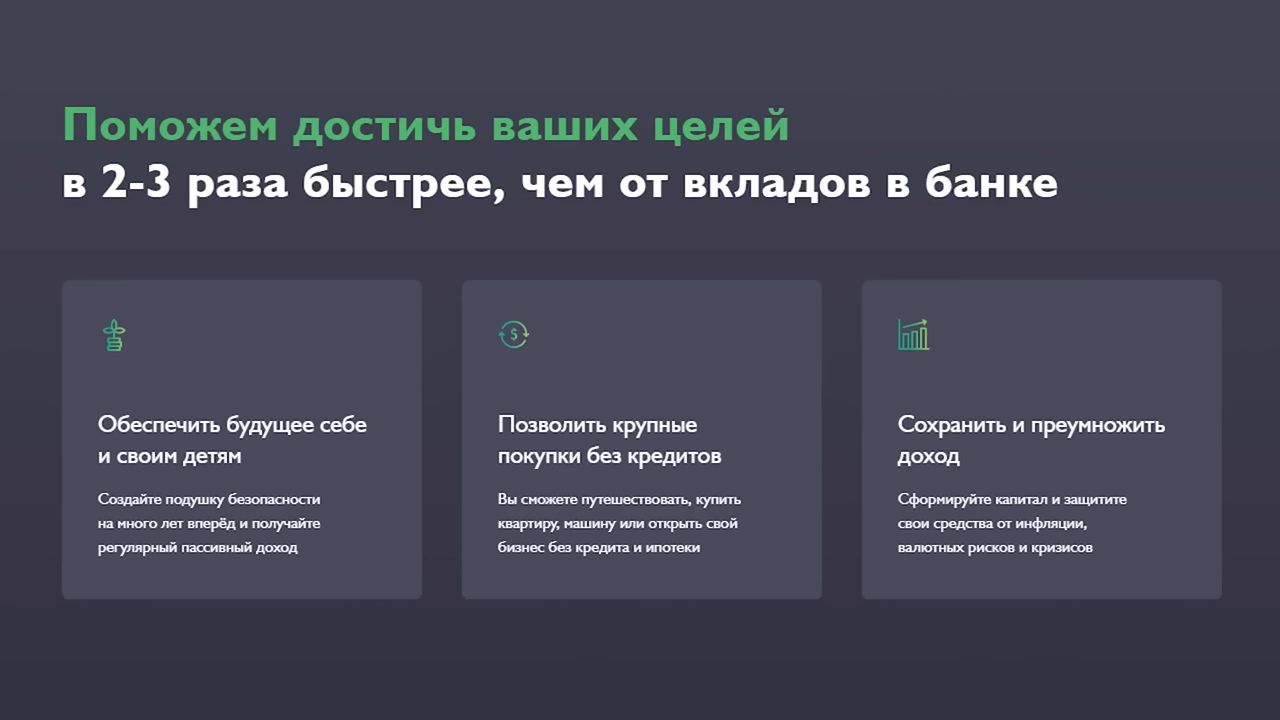 Поможем достичь ваших целей
в 2-3 раза быстрее, чем от вкладов в банке
$
Обеспечить будущее себе
и своим детям
Создайте подушку безопасности
на много лет вперёд и получайте
регулярный пассивный доход
Позволить крупные
покупки без кредитов
Вы сможете путешествовать, купить
квартиру, машину или открыть свой
бизнес без кредита и ипотеки
Сохранить и преумножить
доход
Сформируйте капитал и защитите
свои средства от инфляции,
валютных рисков и кризисов